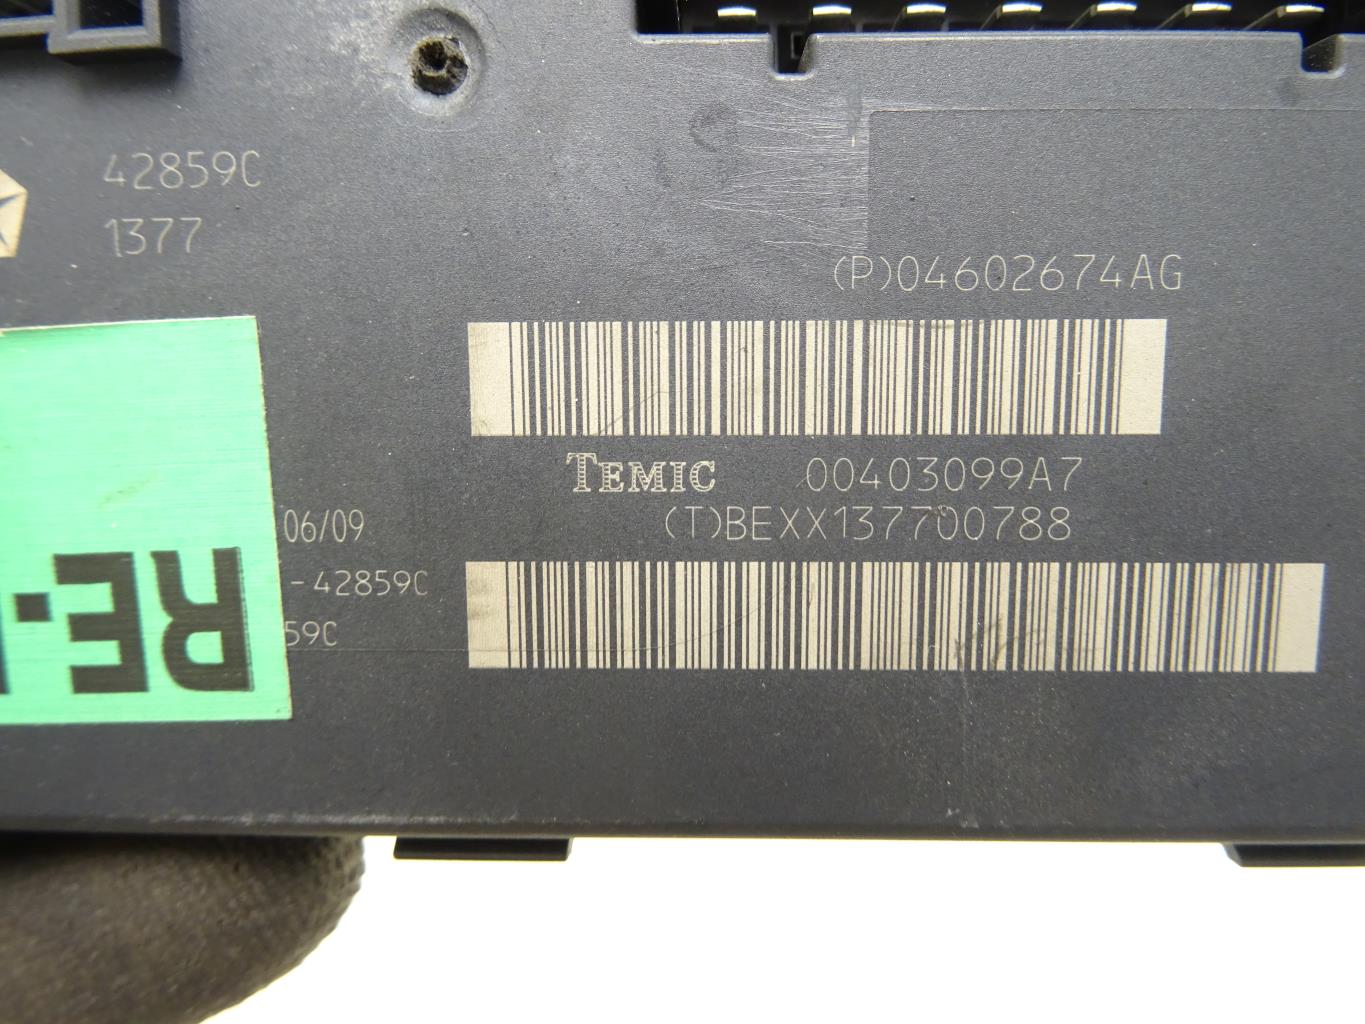 42859C
1377
(P)04602674AG
TEMIC 00403099A7
(T)BEXX137700788
06/09
-42859C
59C
RE-